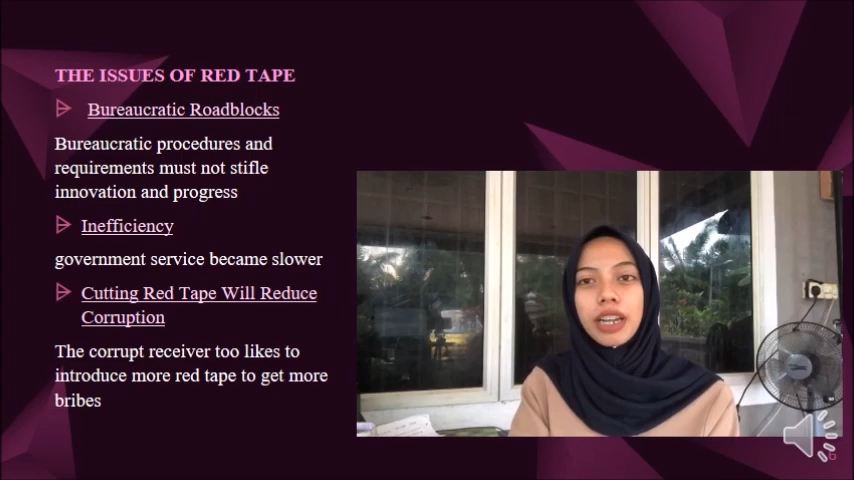 THE ISSUES OF RED TAPE
Bureaucratic Roadblocks
Bureaucratic procedures and
requirements must not stifle
innovation and progress
Inefficiency
government service became slower
Cutting Red Tape Will Reduce
Corruption
The corrupt receiver too likes to
introduce more red tape to get more
bribes